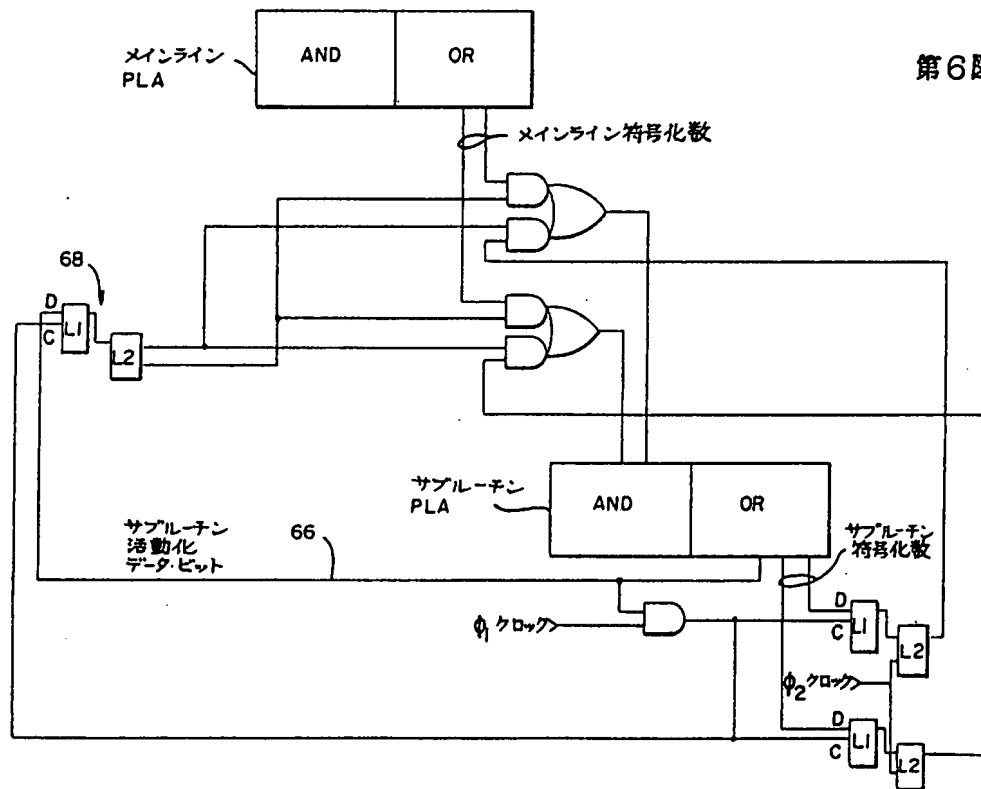 メインライン
PLA
AND
OR
第6図
メインライン符号化数
68
D
C
L1
L2
サブルーチン
PLA
AND
OR
サブルーチン
活動化
データ・ビット
66
サブルーチン
符号化数
φ1 クロック
D
C
L1
L2
φ2 クロック
D
C
L1
L2